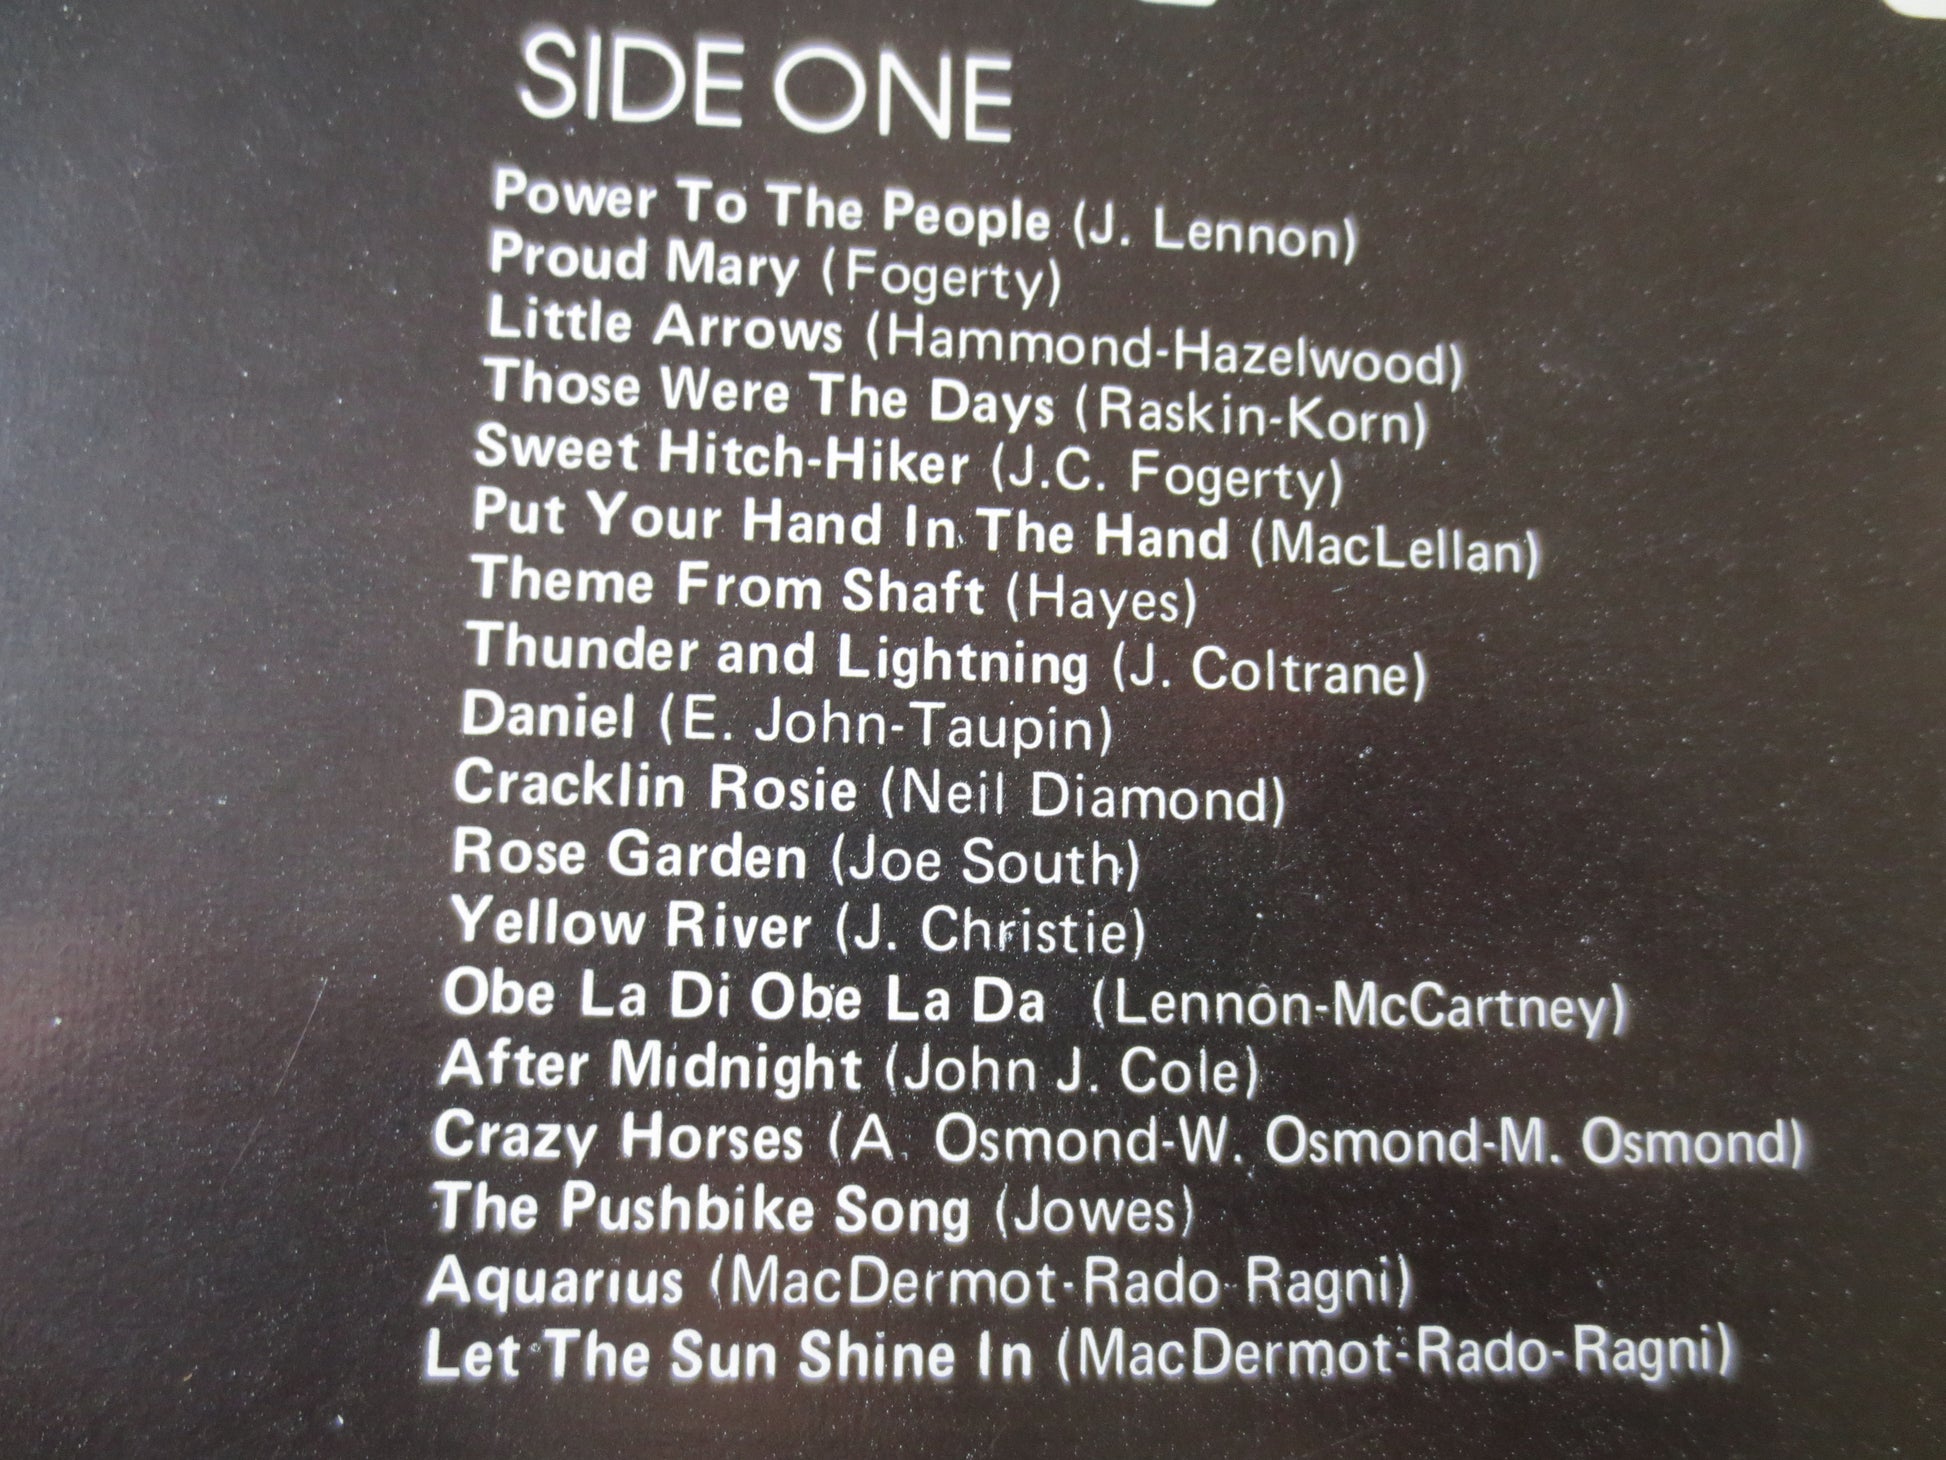 SIDE ONE
Power To The People (J. Lennon)
Proud Mary (Fogerty)
Little Arrows (Hammond-Hazelwood)
Those Were The Days (Raskin-Korn)
Sweet Hitch-Hiker (J.C. Fogerty)
Put Your Hand In The Hand (MacLellan)
Theme From Shaft (Hayes)
Thunder and Lightning (J. Coltrane)
Daniel (E. John-Taupin)
Cracklin Rosie (Neil Diamond)
Rose Garden (Joe South)
Yellow River (J. Christie)
Obe La Di Obe La Da (Lennon-McCartney)
After Midnight (John J. Cole)
Crazy Horses (A. Osmond-W. Osmond-M. Osmond)
The Pushbike Song (Jowes)
Aquarius (MacDermot-Rado-Ragni)
Let The Sun Shine In (MacDermot-Rado-Ragni)